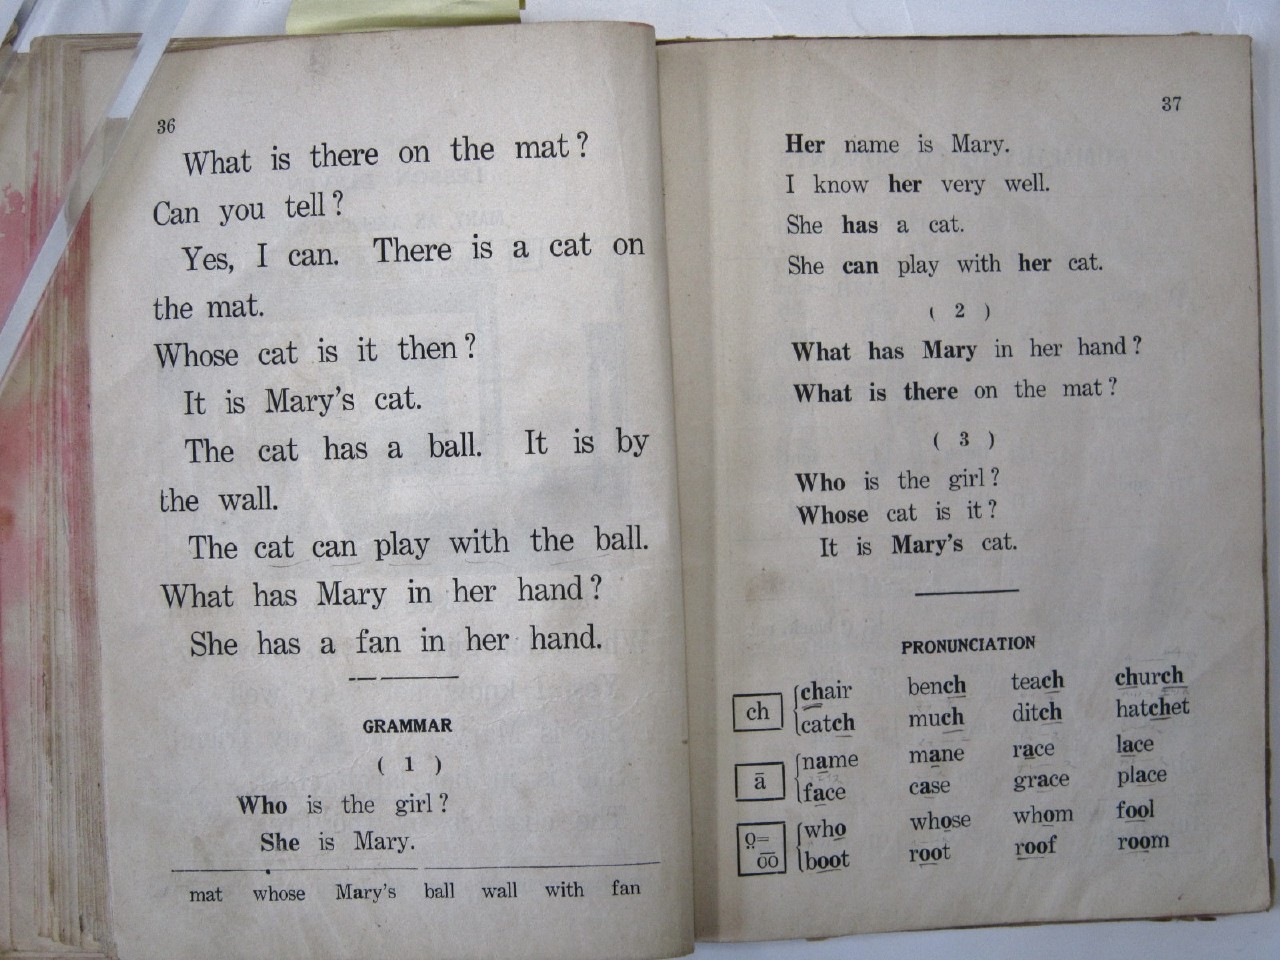 36
What is there on the mat?
Can you tell?
Yes, I can. There is a cat on
the mat.
Whose cat is it then?
It is Mary's cat.
The cat has a ball. It is by
the wall.
The cat can play with the ball.
What has Mary in her hand?
She has a fan in her hand.
GRAMMAR
( 1 )
Who is the girl?
She is Mary.
mat whose Mary's ball wall with fan
37
Her name is Mary.
I know her very well.
She has a cat.
She can play with her cat.
( 2 )
What has Mary in her hand?
What is there on the mat?
( 3 )
Who is the girl?
Whose cat is it?
It is Mary's cat.
PRONUNCIATION
ch chair bench teach church
catch much ditch hatchet
ā name mane race lace
face case grace place
o̤= who whose whom fool
o͞o boot root roof room